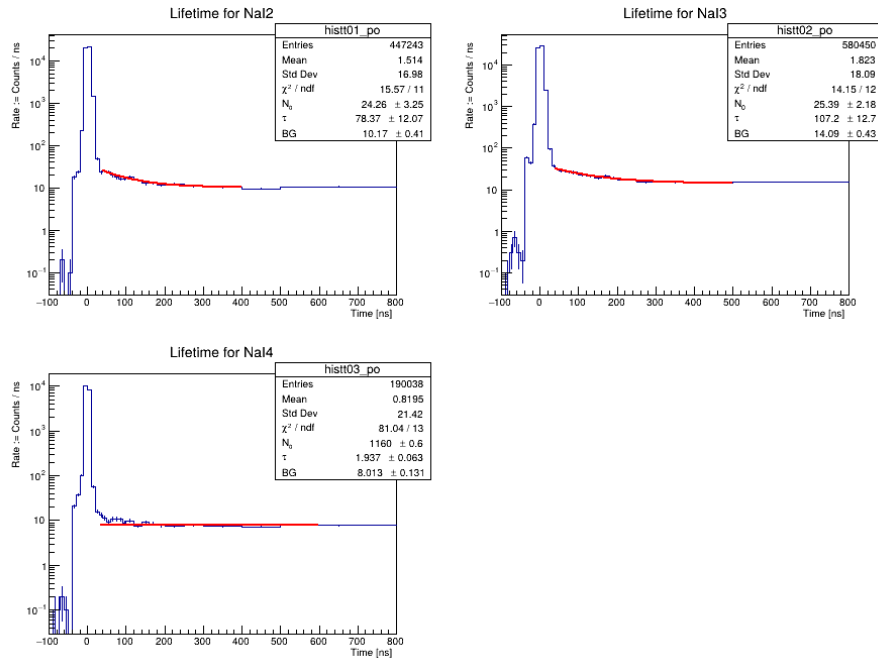 Lifetime for NaI2
histt01_po
Entries 447243
Mean 1.514
Std Dev 16.98
χ² / ndf 15.57 / 11
N₀ 24.26 ± 3.25
τ 78.37 ± 12.07
BG 10.17 ± 0.41
Rate := Counts / ns
10⁴
10³
10²
10
1
10⁻¹
−100 0 100 200 300 400 500 600 700 800
Time [ns]
Lifetime for NaI3
histt02_po
Entries 580450
Mean 1.823
Std Dev 18.09
χ² / ndf 14.15 / 12
N₀ 25.39 ± 2.18
τ 107.2 ± 12.7
BG 14.09 ± 0.43
Rate := Counts / ns
10⁴
10³
10²
10
1
10⁻¹
−100 0 100 200 300 400 500 600 700 800
Time [ns]
Lifetime for NaI4
histt03_po
Entries 190038
Mean 0.8195
Std Dev 21.42
χ² / ndf 81.04 / 13
N₀ 1160 ± 0.6
τ 1.937 ± 0.063
BG 8.013 ± 0.131
Rate := Counts / ns
10⁴
10³
10²
10
1
10⁻¹
−100 0 100 200 300 400 500 600 700 800
Time [ns]